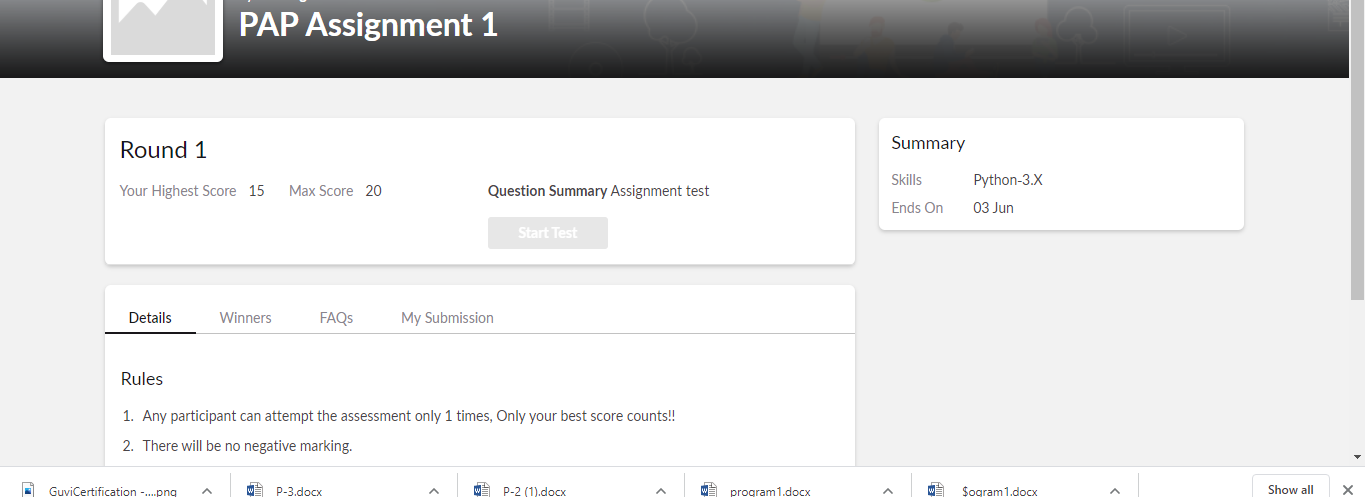 PAP Assignment 1
Round 1
Your Highest Score 15 Max Score 20
Question Summary Assignment test
Start Test
Summary
Skills Python-3.X
Ends On 03 Jun
Details Winners FAQs My Submission
Rules
1. Any participant can attempt the assessment only 1 times, Only your best score counts!!
2. There will be no negative marking.
GuviCertification -....png P-3.docx P-2 (1).docx program1.docx $ogram1.docx Show all